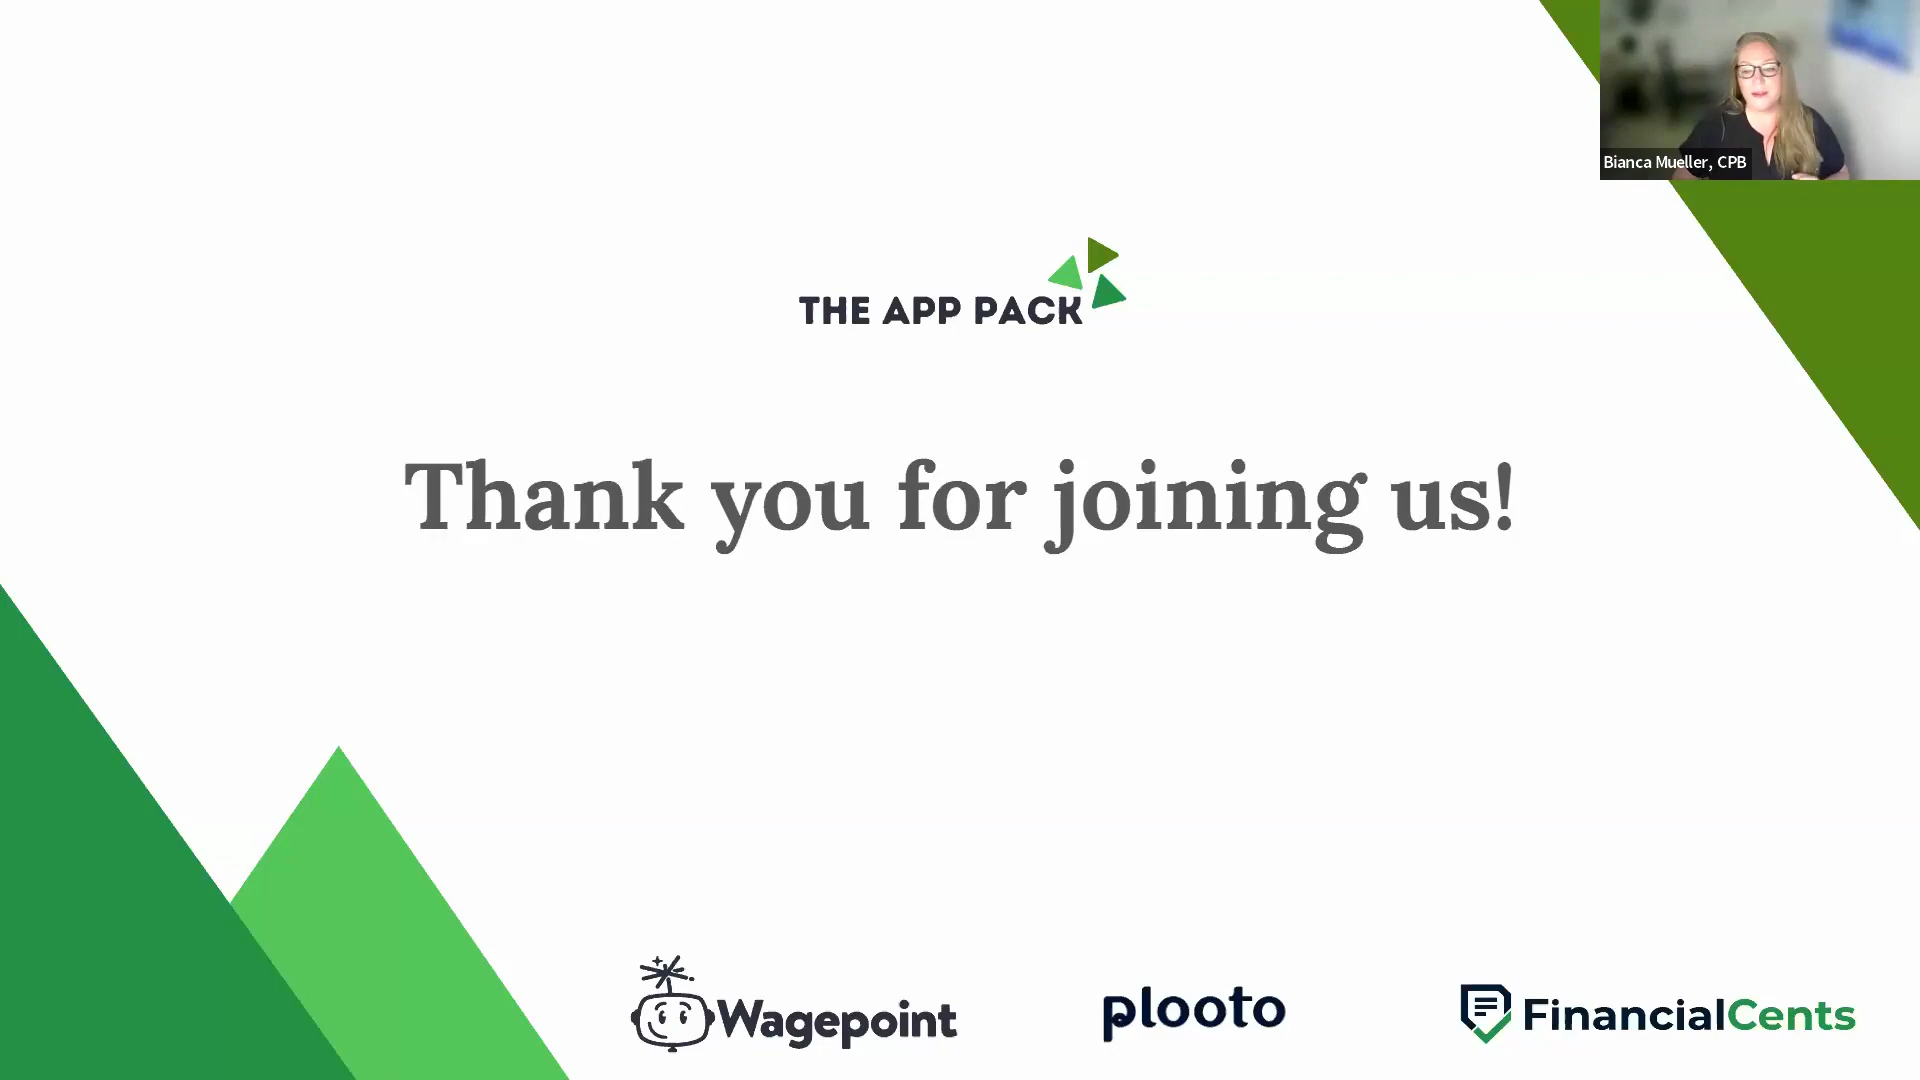 Bianca Mueller, CPB
THE APP PACK
Thank you for joining us!
Wagepoint
plooto
FinancialCents